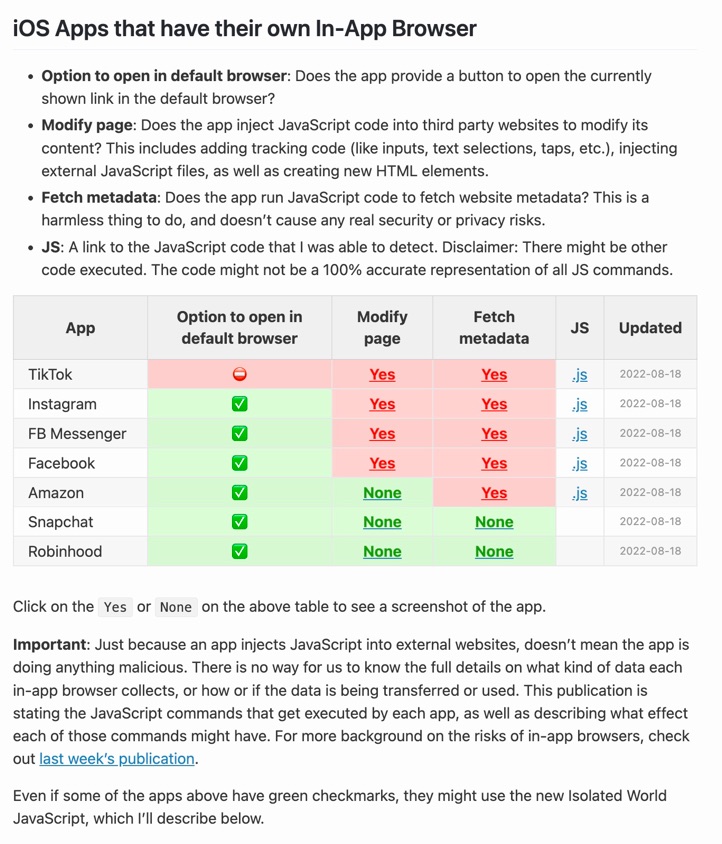 iOS Apps that have their own In-App Browser
• Option to open in default browser: Does the app provide a button to open the currently
shown link in the default browser?
• Modify page: Does the app inject JavaScript code into third party websites to modify its
content? This includes adding tracking code (like inputs, text selections, taps, etc.), injecting
external JavaScript files, as well as creating new HTML elements.
• Fetch metadata: Does the app run JavaScript code to fetch website metadata? This is a
harmless thing to do, and doesn’t cause any real security or privacy risks.
• JS: A link to the JavaScript code that I was able to detect. Disclaimer: There might be other
code executed. The code might not be a 100% accurate representation of all JS commands.
App Option to open in default browser Modify page Fetch metadata JS Updated
TikTok ⛔ Yes Yes .js 2022-08-18
Instagram ✅ Yes Yes .js 2022-08-18
FB Messenger ✅ Yes Yes .js 2022-08-18
Facebook ✅ Yes Yes .js 2022-08-18
Amazon ✅ None Yes .js 2022-08-18
Snapchat ✅ None None 2022-08-18
Robinhood ✅ None None 2022-08-18
Click on the Yes or None on the above table to see a screenshot of the app.
Important: Just because an app injects JavaScript into external websites, doesn’t mean the app is
doing anything malicious. There is no way for us to know the full details on what kind of data each
in-app browser collects, or how or if the data is being transferred or used. This publication is
stating the JavaScript commands that get executed by each app, as well as describing what effect
each of those commands might have. For more background on the risks of in-app browsers, check
out last week’s publication.
Even if some of the apps above have green checkmarks, they might use the new Isolated World
JavaScript, which I’ll describe below.